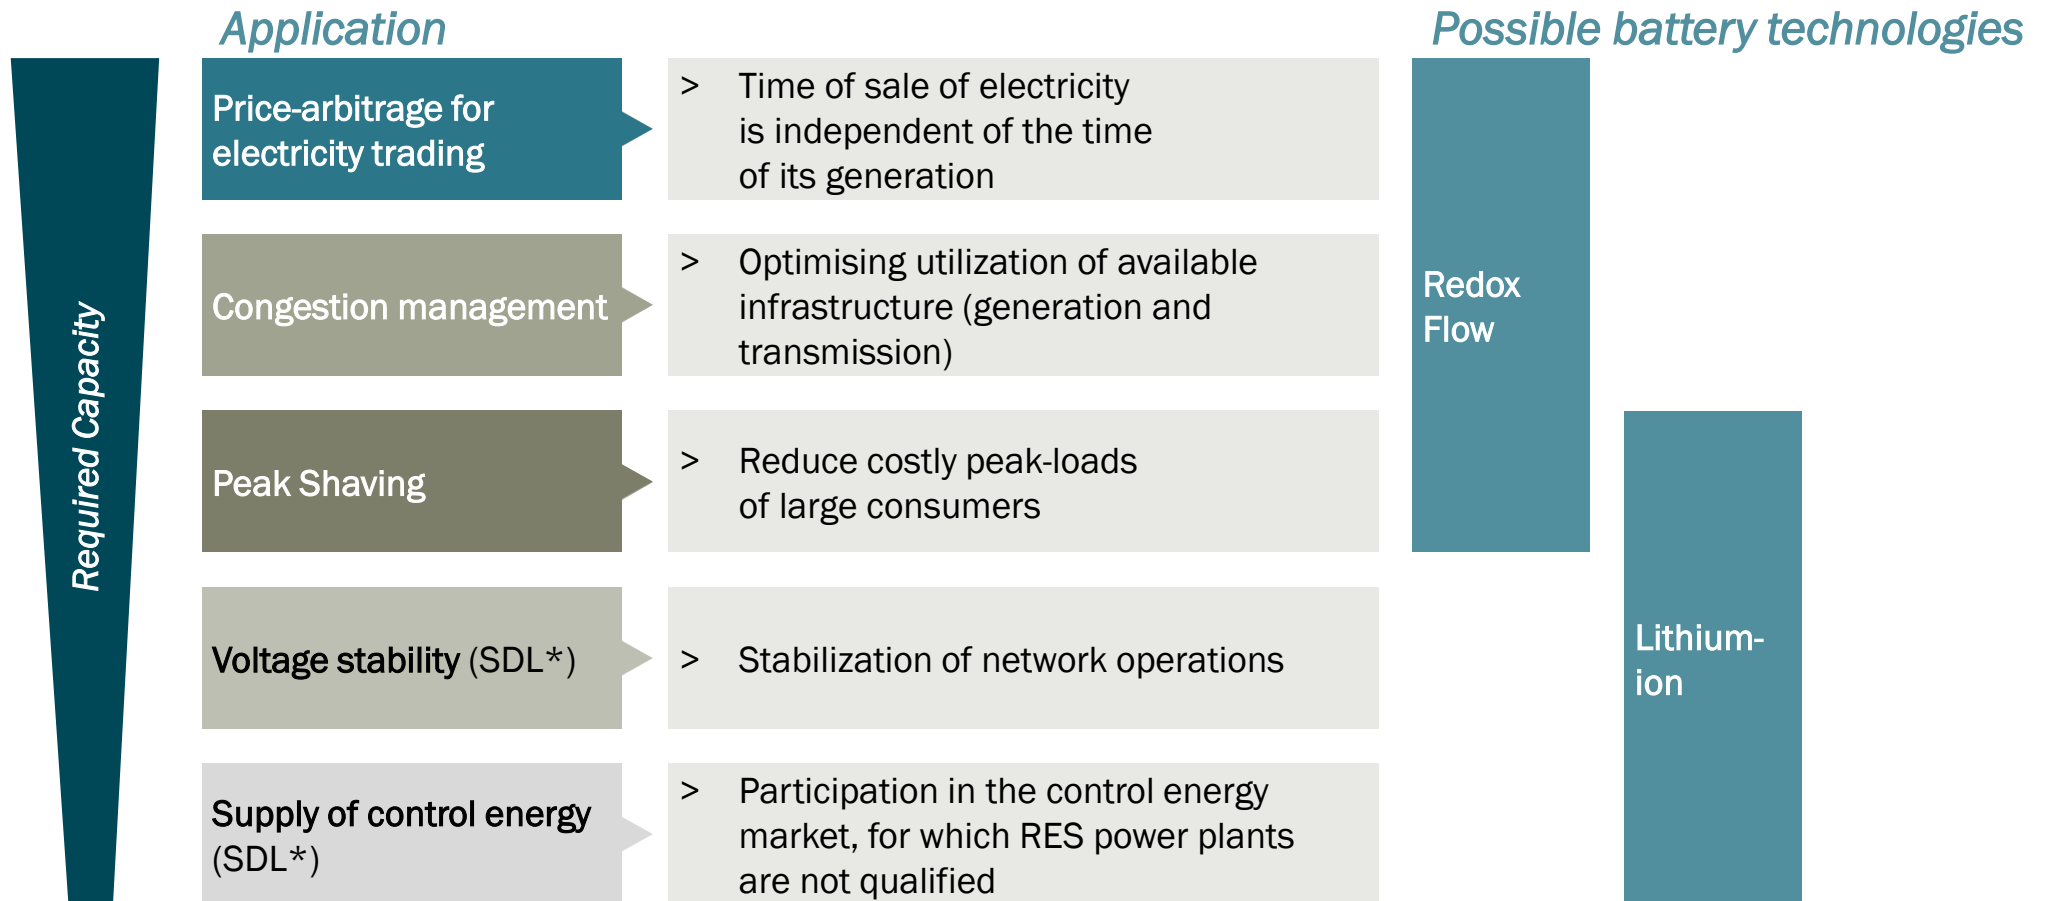 Application
Possible battery technologies
Required Capacity
Price-arbitrage for
electricity trading
> Time of sale of electricity
is independent of the time
of its generation
Congestion management
> Optimising utilization of available
infrastructure (generation and
transmission)
Peak Shaving
> Reduce costly peak-loads
of large consumers
Voltage stability (SDL*)
> Stabilization of network operations
Supply of control energy
(SDL*)
> Participation in the control energy
market, for which RES power plants
are not qualified
Redox
Flow
Lithium-
ion